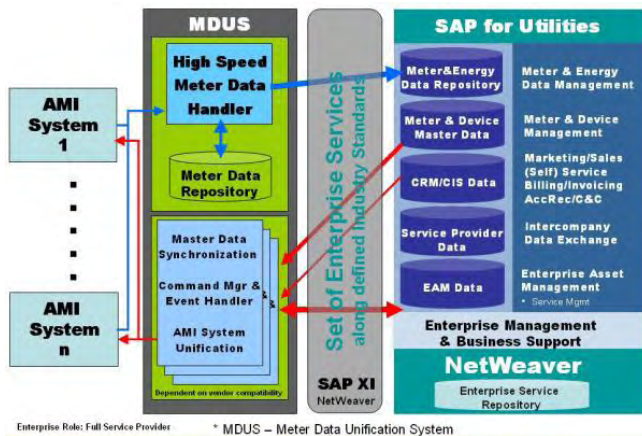 MDUS
SAP for Utilities
High Speed
Meter Data
Handler
Meter Data
Repository
AMI
System
1
AMI
System
n
Master Data
Synchronization
Command Mgr &
Event Handler
AMI System
Unification
Dependent on vendor compatibility
Set of Enterprise Services
along defined Industry Standards
SAP XI
NetWeaver
Meter&Energy
Data Repository
Meter & Energy
Data Management
Meter & Device
Master Data
Meter & Device
Management
CRM/CIS Data
Marketing/Sales
(Self) Service
Billing/Invoicing
AccRec/C&C
Service Provider
Data
Intercompany
Data Exchange
EAM Data
Enterprise Asset
Management
• Service Mgmt
Enterprise Management
& Business Support
NetWeaver
Enterprise Service
Repository
Enterprise Role: Full Service Provider
* MDUS – Meter Data Unification System